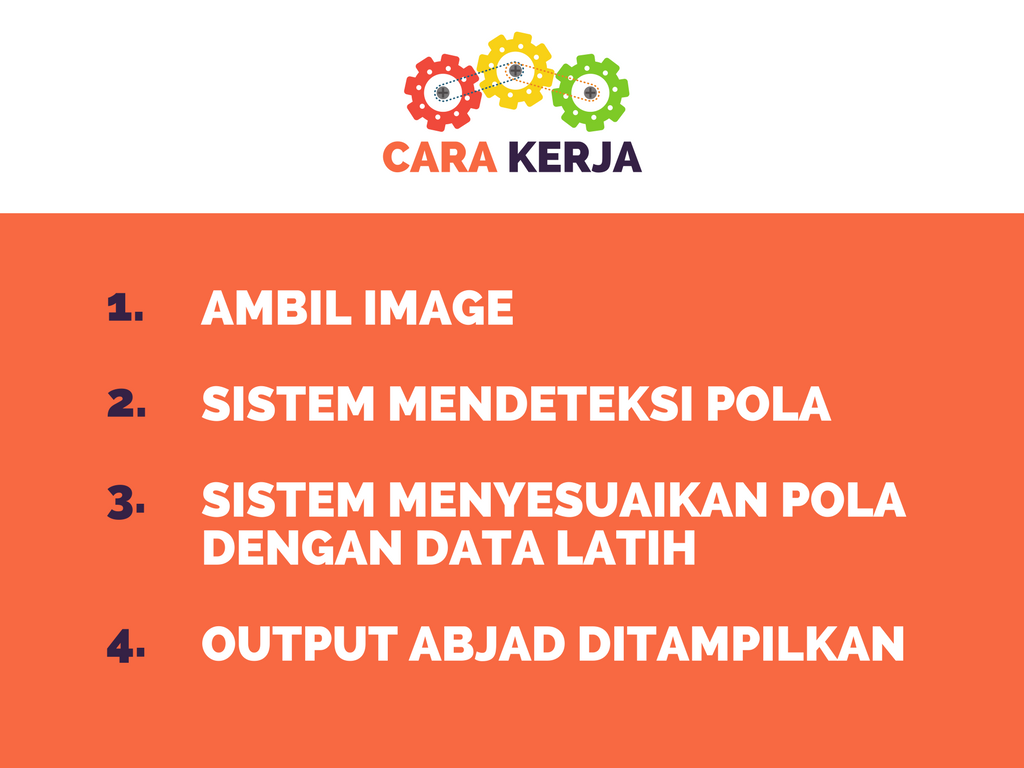 CARA KERJA
1. AMBIL IMAGE
2. SISTEM MENDETEKSI POLA
3. SISTEM MENYESUAIKAN POLA
DENGAN DATA LATIH
4. OUTPUT ABJAD DITAMPILKAN